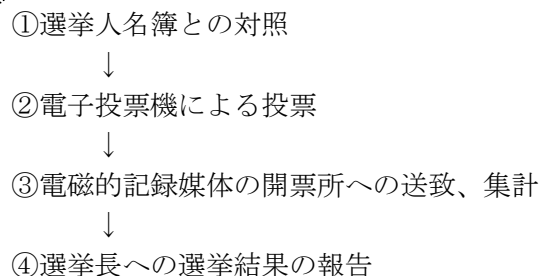 ①選挙人名簿との対照
↓
②電子投票機による投票
↓
③電磁的記録媒体の開票所への送致、集計
↓
④選挙長への選挙結果の報告